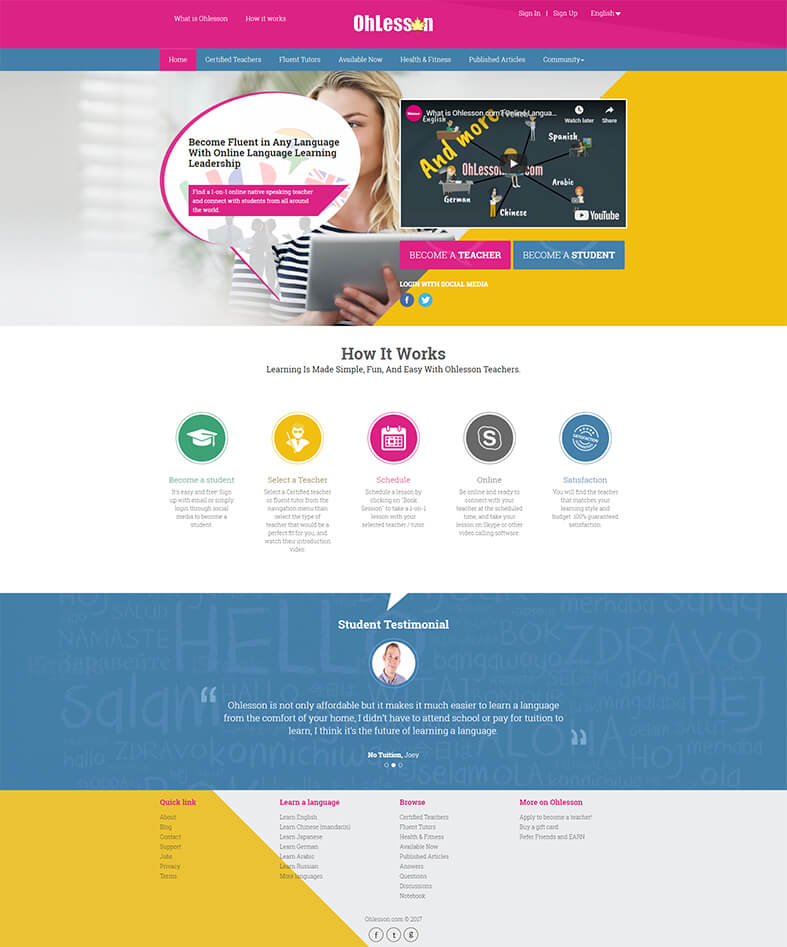 What is Ohlesson How it works
OhLesson
Sign In | Sign Up English
Home Certified Teachers Fluent Tutors Available Now Health & Fitness Published Articles Community
Become Fluent in Any Language
With Online Language Learning
Leadership
Find a 1-on-1 online native speaking teacher
and connect with students from all around
the world.
What is Ohlesson.com? Online Langua...
Watch later Share
English
French
Spanish
And more
OhLesson.com
Arabic
German
Chinese
YouTube
BECOME A TEACHER BECOME A STUDENT
LOGIN WITH SOCIAL MEDIA
How It Works
Learning Is Made Simple, Fun, And Easy With Ohlesson Teachers.
SATISFACTION
Become a student
It's easy and free! Sign
up with email or simply
login through social
media to become a
student.
Select a Teacher
Select a Certified teacher
or fluent tutor from the
navigation menu than
select the type of
teacher that would be a
perfect fit for you, and
watch their introduction
video.
Schedule
Schedule a lesson by
clicking on "Book
Session" to take a 1-on-1
lesson with your
selected teacher / tutor.
Online
Be online and ready to
connect with your
teacher at the scheduled
time, and take your
lesson on Skype or other
video calling software.
Satisfaction
You will find the teacher
that matches your
learning style and
budget. 100% guaranteed
satisfaction.
Student Testimonial
Ohlesson is not only affordable but it makes it much easier to learn a language
from the comfort of your home, I didn't have to attend school or pay for tuition to
learn, I think it's the future of learning a language.
No Tuition, Joey
HELLO
NAMASTE
SALUT
Salam
konnichiwa
ALOHA
ZDRAVO
BOK
HEJ
merhaba
Quick link
About
Blog
Contact
Support
Jobs
Privacy
Terms
Learn a language
Learn English
Learn Chinese (mandarin)
Learn Japanese
Learn German
Learn Arabic
Learn Russian
More languages
Browse
Certified Teachers
Fluent Tutors
Health & Fitness
Available Now
Published Articles
Answers
Questions
Discussions
Notebook
More on Ohlesson
Apply to become a teacher!
Buy a gift card
Refer Friends and EARN
Ohlesson.com © 2017